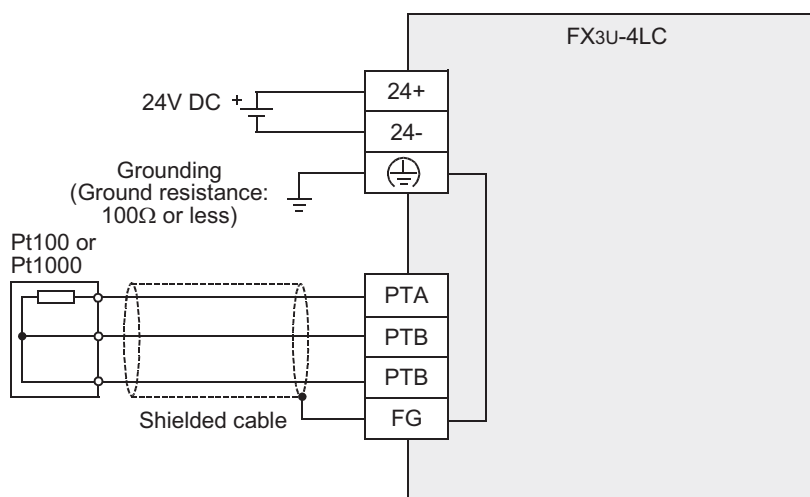 FX3U-4LC
24V DC
+
24+
24-
Grounding
(Ground resistance:
100Ω or less)
Pt100 or
Pt1000
PTA
PTB
PTB
FG
Shielded cable